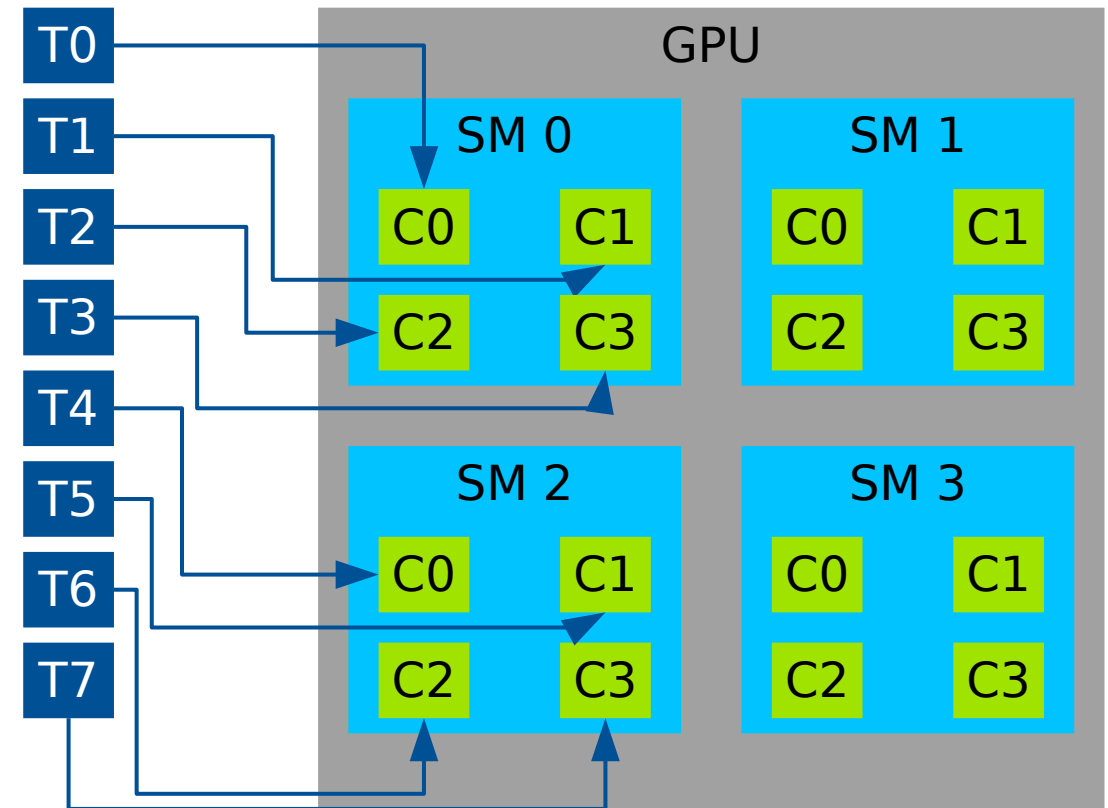 T0
T1
T2
T3
T4
T5
T6
T7
GPU
SM 0
C0 C1
C2 C3
SM 1
C0 C1
C2 C3
SM 2
C0 C1
C2 C3
SM 3
C0 C1
C2 C3